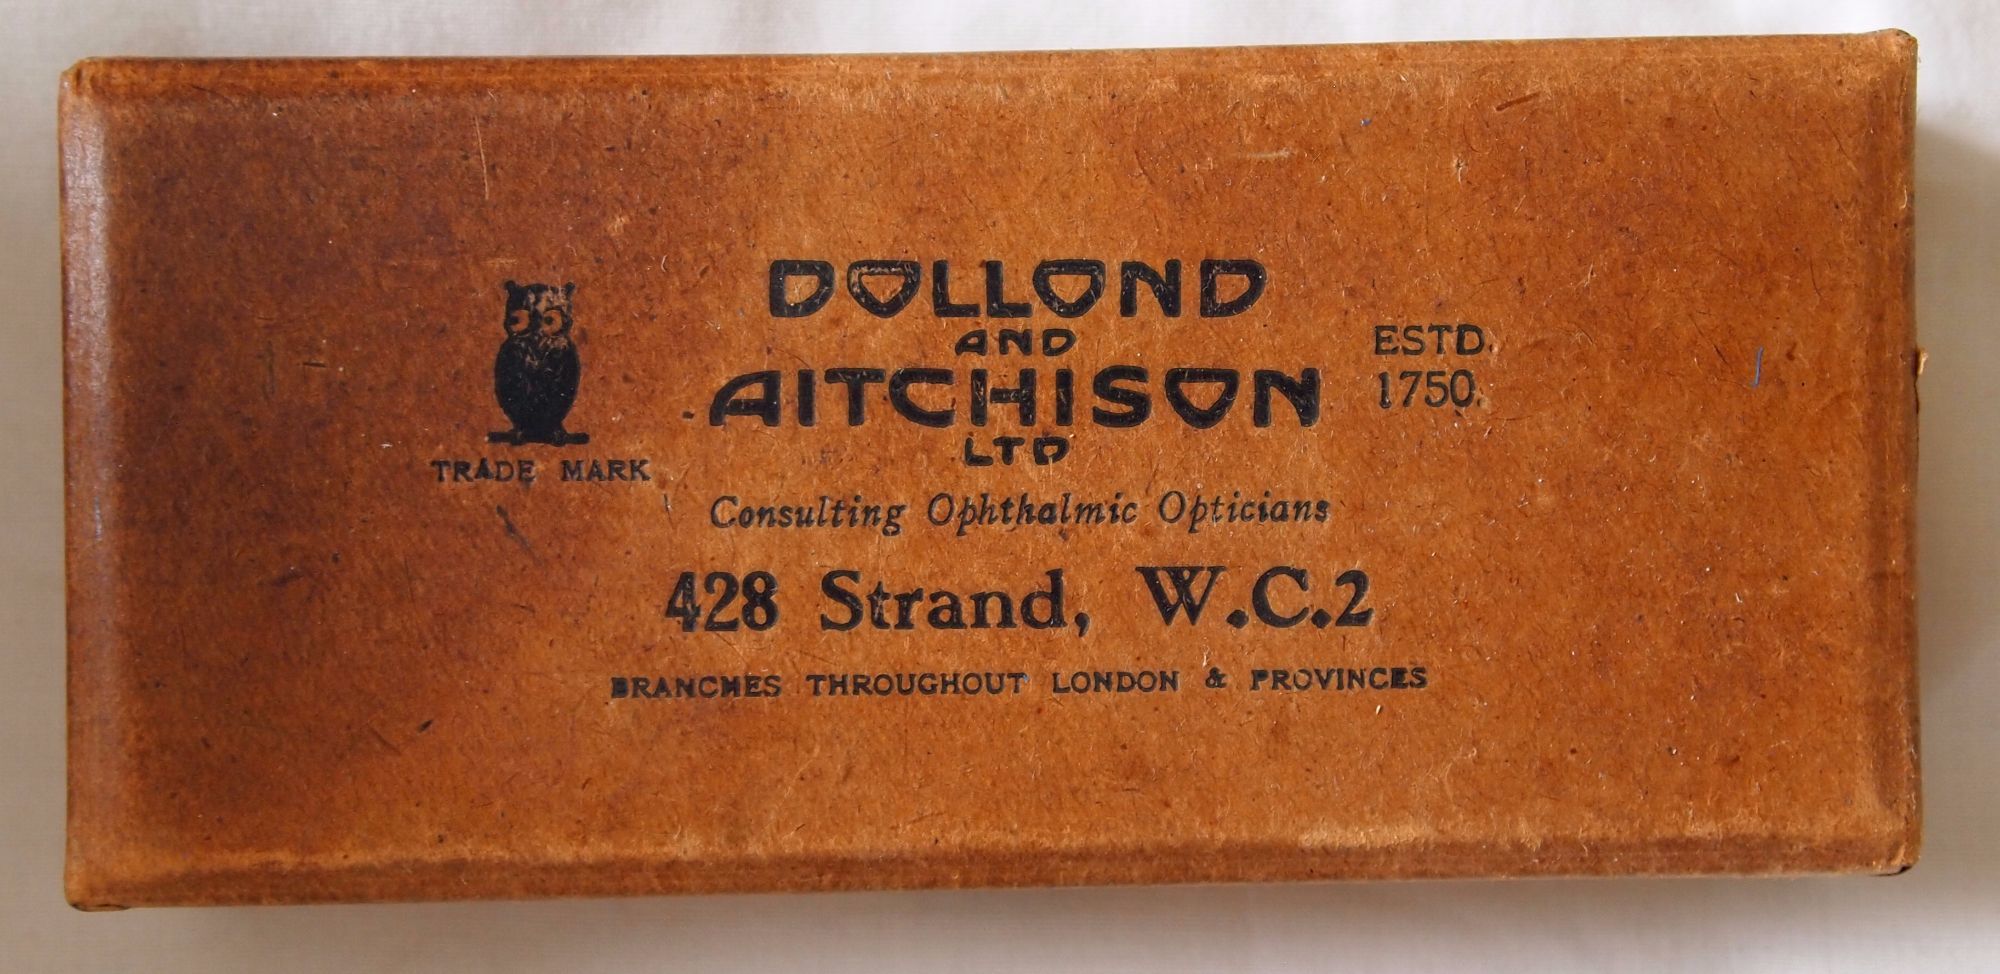 DOLLOND
AND
AITCHISON
LTD
ESTD.
1750.
TRADE MARK
Consulting Ophthalmic Opticians
428 Strand, W.C.2
BRANCHES THROUGHOUT LONDON & PROVINCES